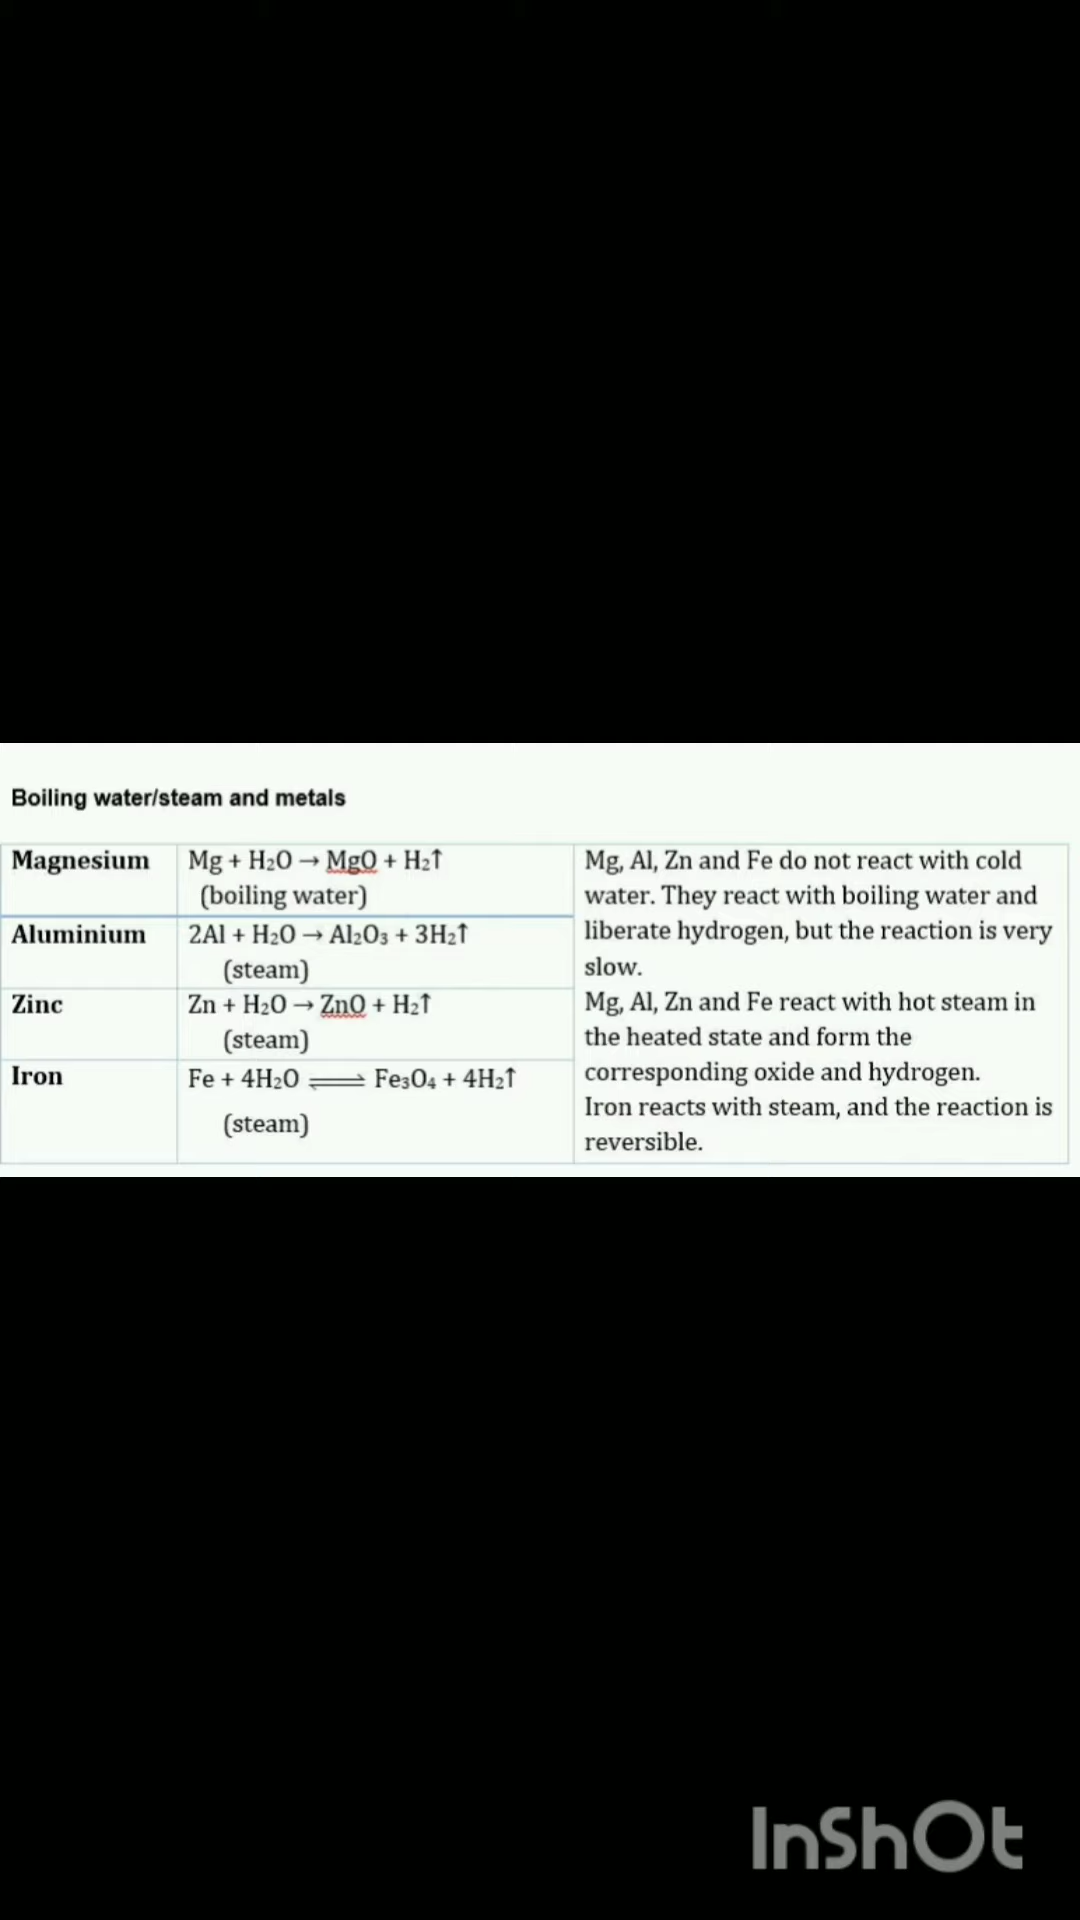 Boiling water/steam and metals
Magnesium
Mg + H₂O → MgO + H₂↑
(boiling water)
Aluminium
2Al + H₂O → Al₂O₃ + 3H₂↑
(steam)
Zinc
Zn + H₂O → ZnO + H₂↑
(steam)
Iron
Fe + 4H₂O ⇌ Fe₃O₄ + 4H₂↑
(steam)
Mg, Al, Zn and Fe do not react with cold
water. They react with boiling water and
liberate hydrogen, but the reaction is very
slow.
Mg, Al, Zn and Fe react with hot steam in
the heated state and form the
corresponding oxide and hydrogen.
Iron reacts with steam, and the reaction is
reversible.
InShOt